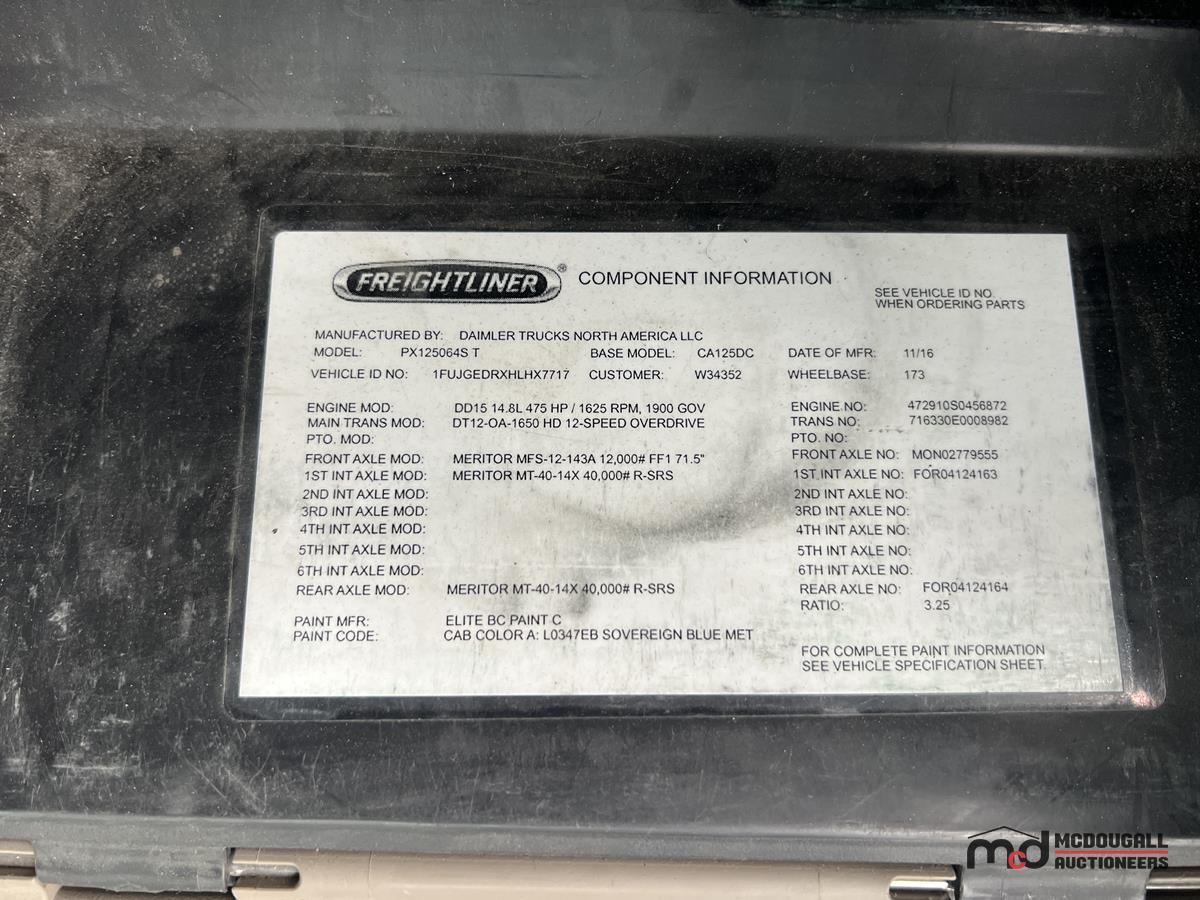 FREIGHTLINER® COMPONENT INFORMATION
SEE VEHICLE ID NO.
WHEN ORDERING PARTS
MANUFACTURED BY: DAIMLER TRUCKS NORTH AMERICA LLC
MODEL: PX125064S T BASE MODEL: CA125DC DATE OF MFR: 11/16
VEHICLE ID NO: 1FUJGEDRXHLHX7717 CUSTOMER: W34352 WHEELBASE: 173
ENGINE MOD: DD15 14.8L 475 HP / 1625 RPM, 1900 GOV ENGINE NO: 472910S0456872
MAIN TRANS MOD: DT12-OA-1650 HD 12-SPEED OVERDRIVE TRANS NO: 716330E0008982
PTO. MOD: PTO. NO:
FRONT AXLE MOD: MERITOR MFS-12-143A 12,000# FF1 71.5" FRONT AXLE NO: MON02779555
1ST INT AXLE MOD: MERITOR MT-40-14X 40,000# R-SRS 1ST INT AXLE NO: FOR04124163
2ND INT AXLE MOD: 2ND INT AXLE NO:
3RD INT AXLE MOD: 3RD INT AXLE NO:
4TH INT AXLE MOD: 4TH INT AXLE NO:
5TH INT AXLE MOD: 5TH INT AXLE NO:
6TH INT AXLE MOD: 6TH INT AXLE NO:
REAR AXLE MOD: MERITOR MT-40-14X 40,000# R-SRS REAR AXLE NO: FOR04124164
RATIO: 3.25
PAINT MFR: ELITE BC PAINT C
PAINT CODE: CAB COLOR A: L0347EB SOVEREIGN BLUE MET
FOR COMPLETE PAINT INFORMATION
SEE VEHICLE SPECIFICATION SHEET.
mcd MCDOUGALL
AUCTIONEERS